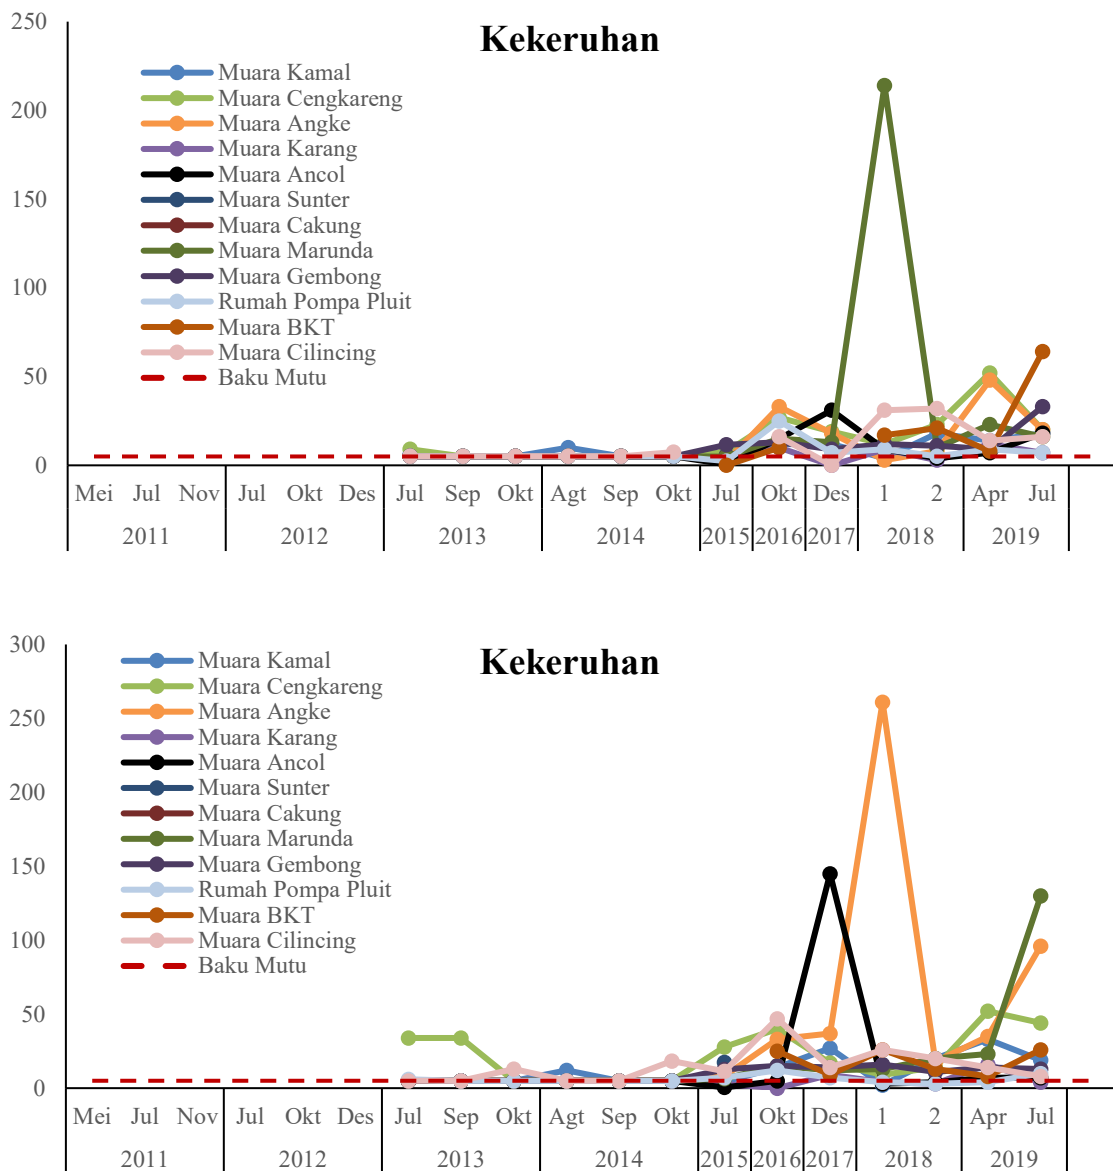 Kekeruhan
250
200
150
100
50
0
Muara Kamal
Muara Cengkareng
Muara Angke
Muara Karang
Muara Ancol
Muara Sunter
Muara Cakung
Muara Marunda
Muara Gembong
Rumah Pompa Pluit
Muara BKT
Muara Cilincing
Baku Mutu
Mei Jul Nov Jul Okt Des Jul Sep Okt Agt Sep Okt Jul Okt Des 1 2 Apr Jul
2011 2012 2013 2014 2015 2016 2017 2018 2019
Kekeruhan
300
250
200
150
100
50
0
Muara Kamal
Muara Cengkareng
Muara Angke
Muara Karang
Muara Ancol
Muara Sunter
Muara Cakung
Muara Marunda
Muara Gembong
Rumah Pompa Pluit
Muara BKT
Muara Cilincing
Baku Mutu
Mei Jul Nov Jul Okt Des Jul Sep Okt Agt Sep Okt Jul Okt Des 1 2 Apr Jul
2011 2012 2013 2014 2015 2016 2017 2018 2019